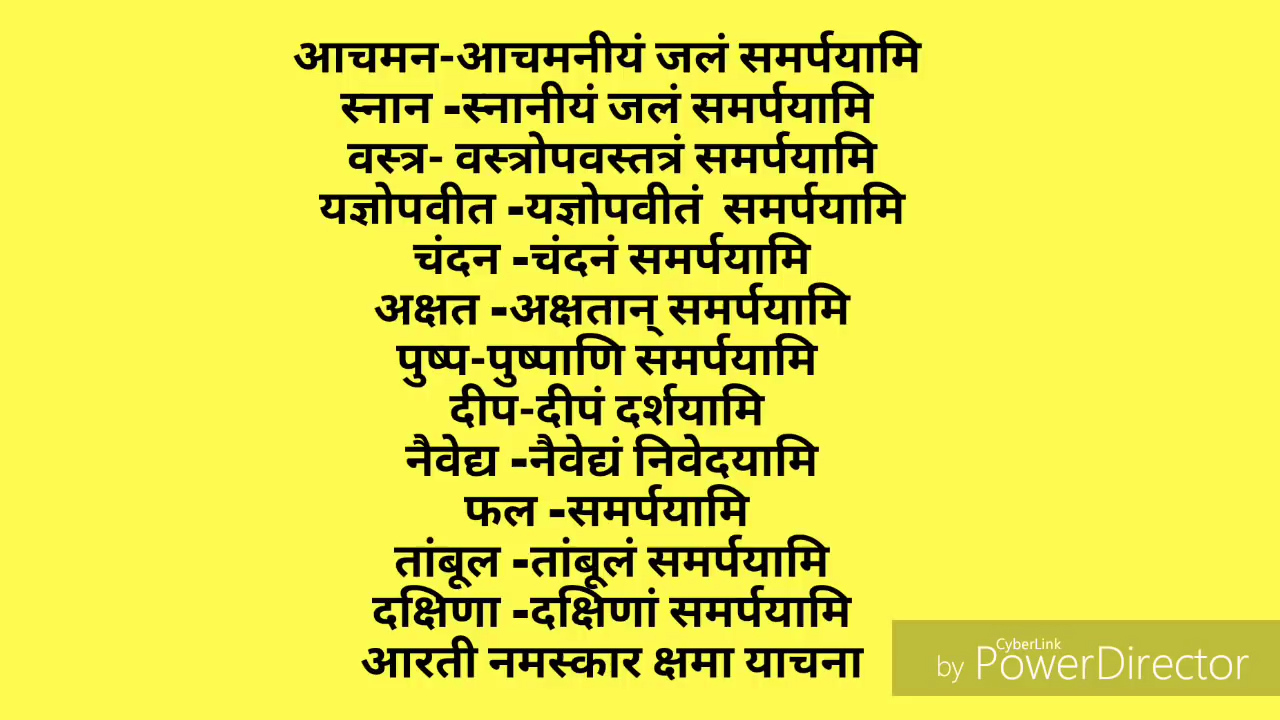 आचमन-आचमनीयं जलं समर्पयामि
स्नान -स्नानीयं जलं समर्पयामि
वस्त्र- वस्त्रोपवस्तत्रं समर्पयामि
यज्ञोपवीत -यज्ञोपवीतं समर्पयामि
चंदन -चंदनं समर्पयामि
अक्षत -अक्षतान् समर्पयामि
पुष्प-पुष्पाणि समर्पयामि
दीप-दीपं दर्शयामि
नैवेद्य -नैवेद्यं निवेदयामि
फल -समर्पयामि
तांबूल -तांबूलं समर्पयामि
दक्षिणा -दक्षिणां समर्पयामि
आरती नमस्कार क्षमा याचना
CyberLink
by PowerDirector